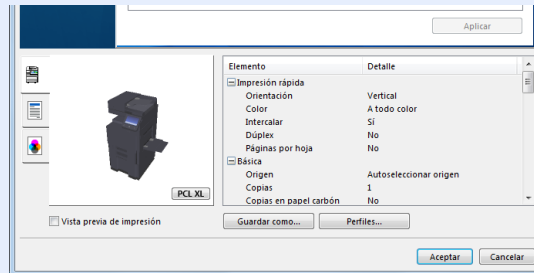 Aplicar
Elemento Detalle
Impresión rápida
Orientación Vertical
Color A todo color
Intercalar Sí
Dúplex No
Páginas por hoja No
Básica
Origen Autoseleccionar origen
Copias 1
Copias en papel carbón No
PCL XL
Vista previa de impresión Guardar como... Perfiles...
Aceptar Cancelar